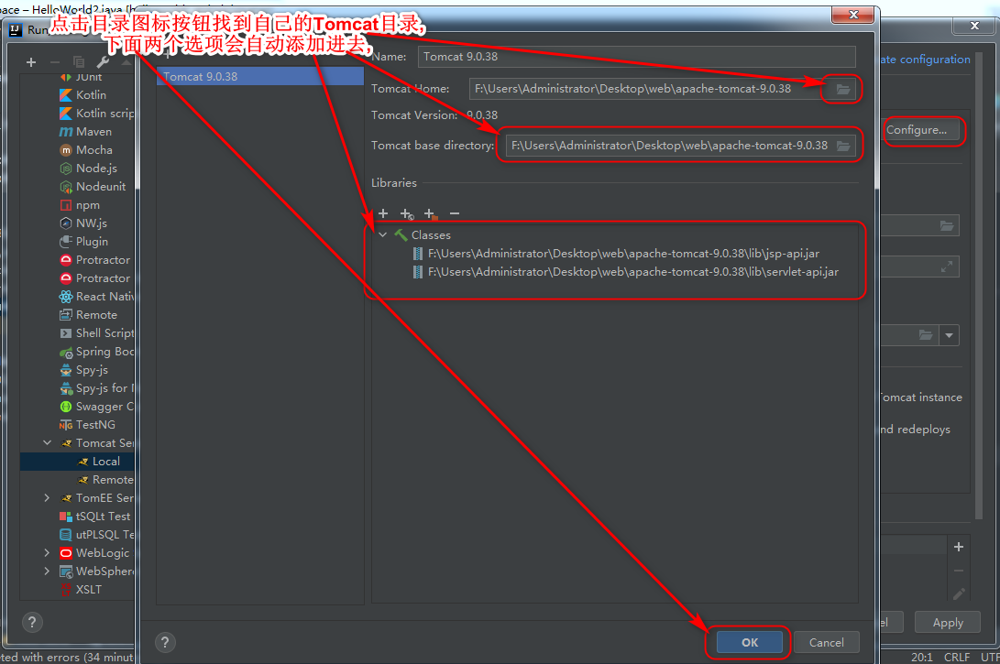 pace – HelloWorld2.java [h
点击目录图标按钮找到自己的Tomcat目录,
下面两个选项会自动添加进去,
Run
JUnit
Kotlin
Kotlin scrip
Maven
Mocha
Node.js
Nodeunit
npm
NW.js
Plugin
Protractor
Protractor
React Nativ
Remote
Shell Script
Spring Boo
Spy-js
Spy-js for N
Swagger C
TestNG
Tomcat Ser
Local
Remote
TomEE Ser
tSQLt Test
utPLSQL Te
WebLogic
WebSphere
XSLT
Tomcat 9.0.38
Name: Tomcat 9.0.38
Tomcat Home: F:\Users\Administrator\Desktop\web\apache-tomcat-9.0.38
Tomcat Version: 9.0.38
Tomcat base directory: F:\Users\Administrator\Desktop\web\apache-tomcat-9.0.38
Libraries
Classes
F:\Users\Administrator\Desktop\web\apache-tomcat-9.0.38\lib\jsp-api.jar
F:\Users\Administrator\Desktop\web\apache-tomcat-9.0.38\lib\servlet-api.jar
ate configuration
Configure...
Tomcat instance
nd redeploys
OK
Cancel
el
Apply
eted with errors (34 minut
20:1 CRLF UTF